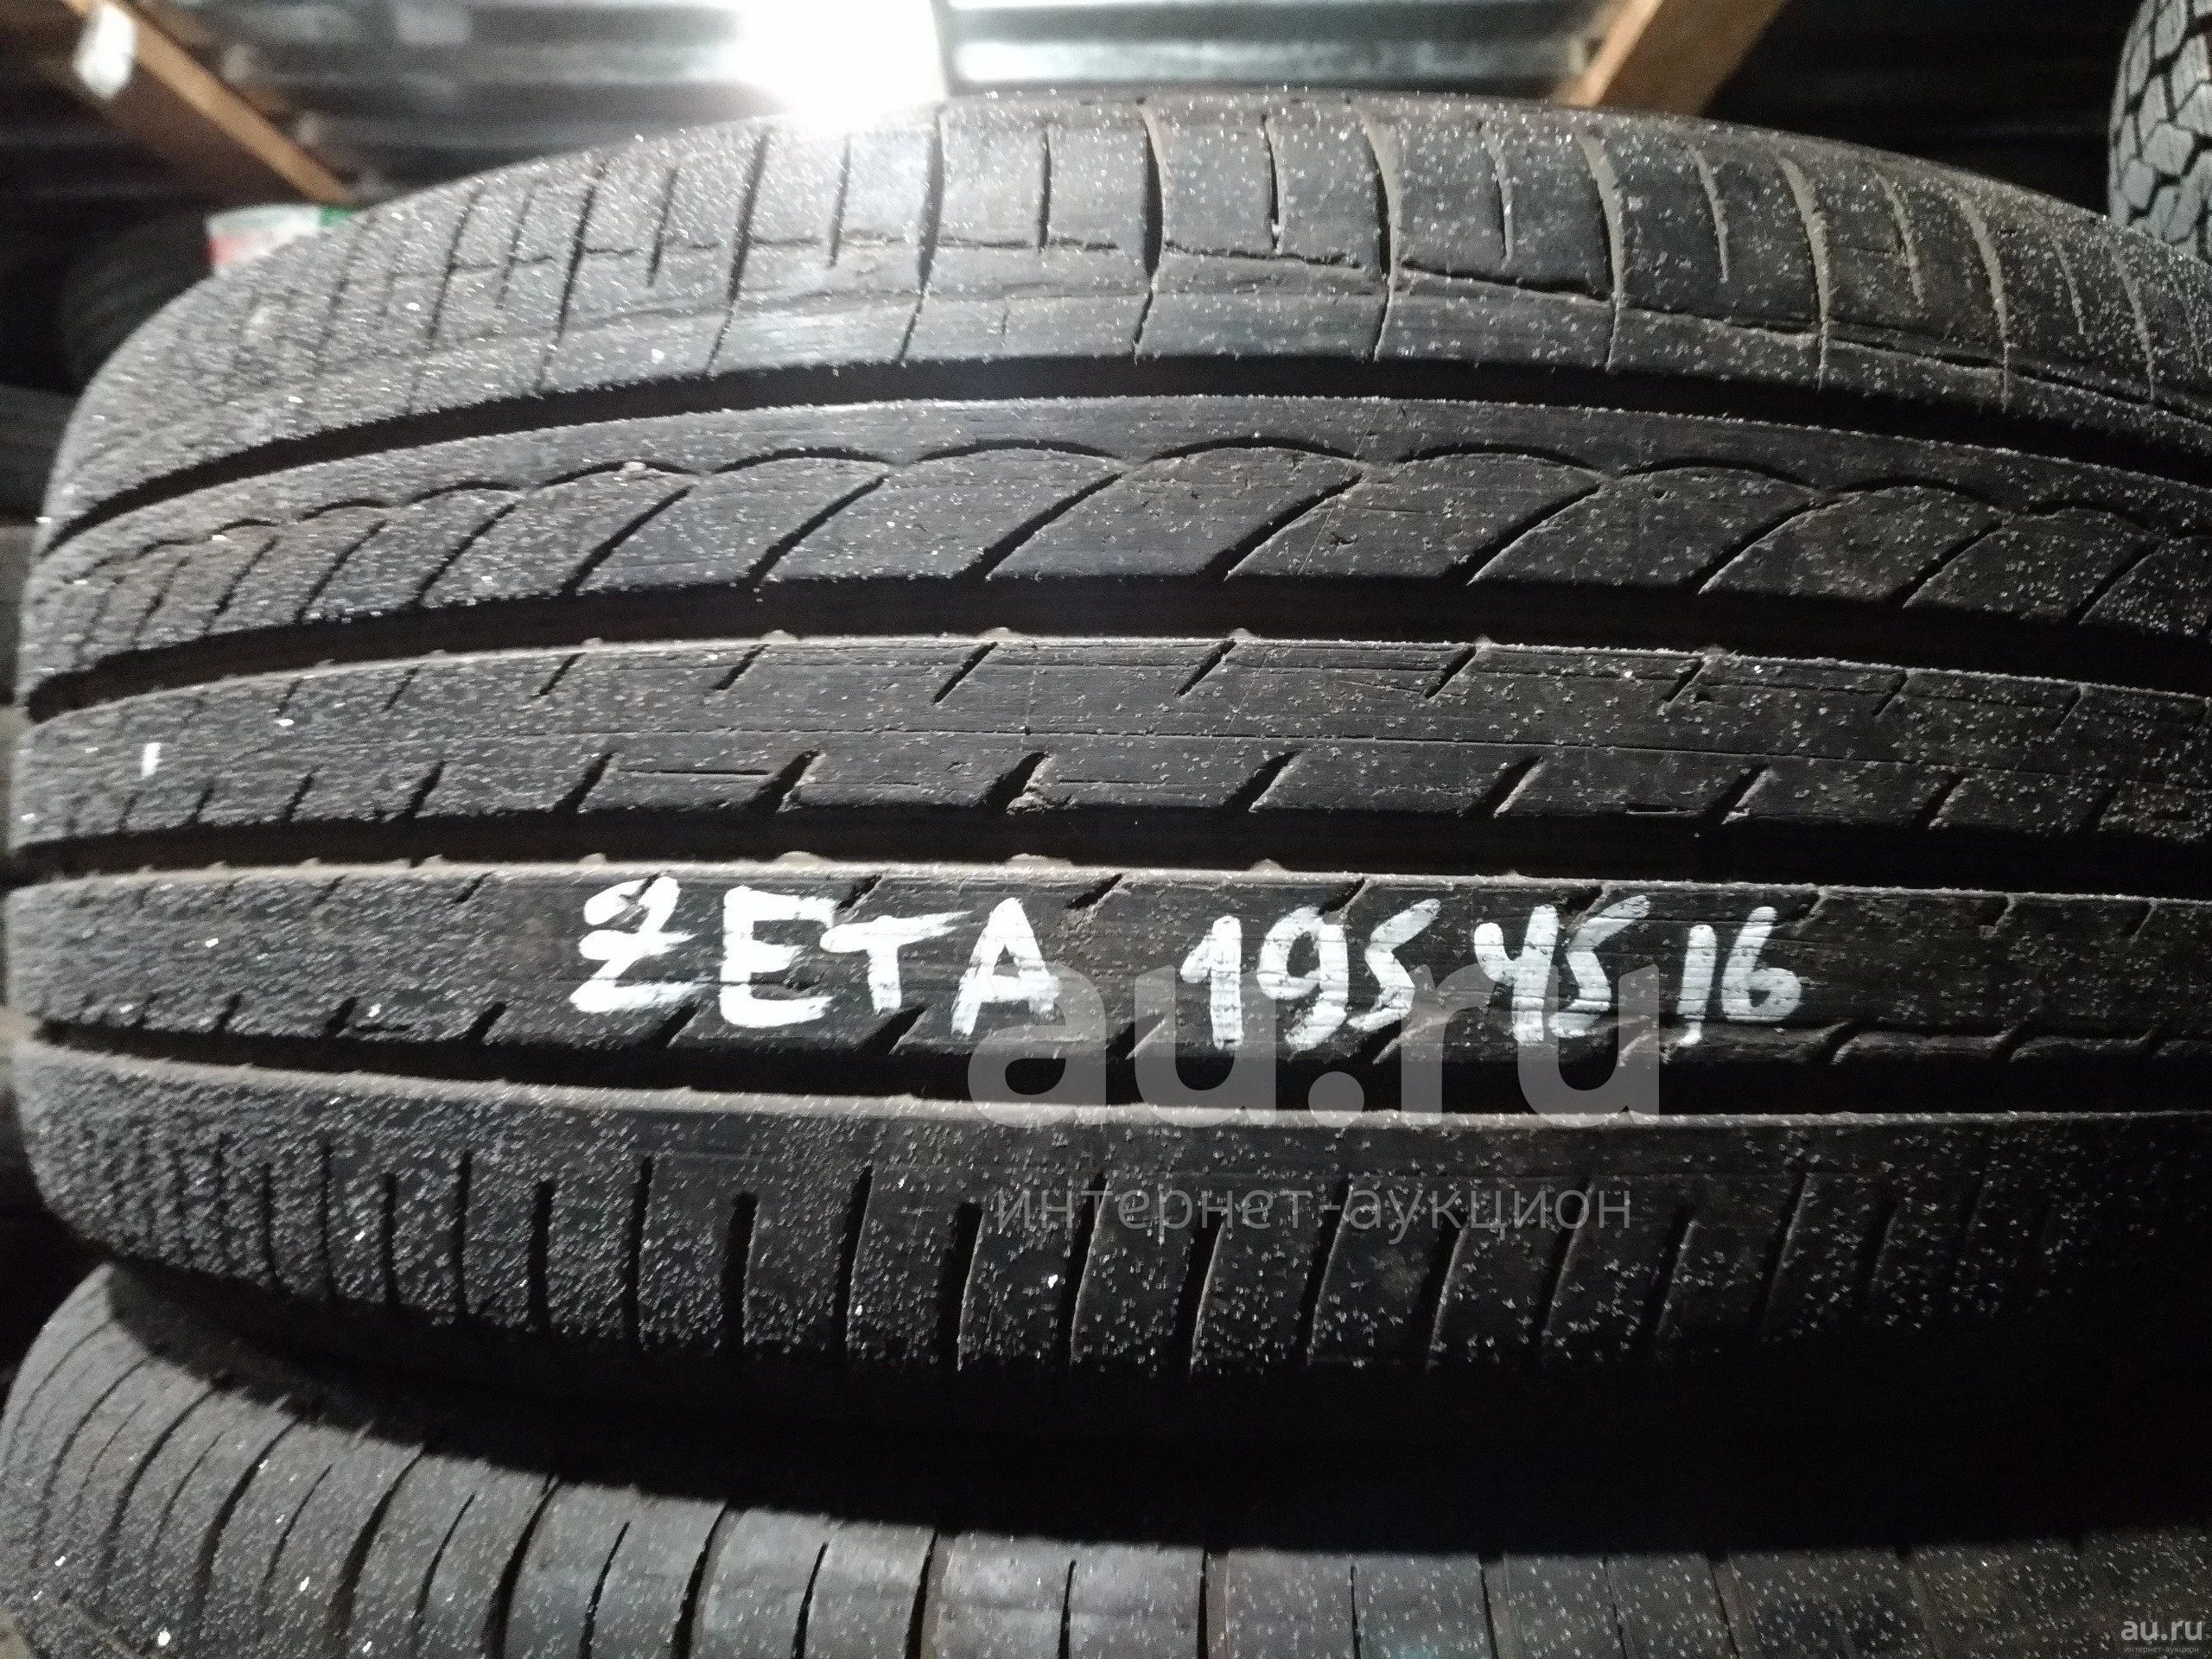 ZETA 195 45 16
au.ru
интернет-аукцион
au.ru
интернет-аукцион